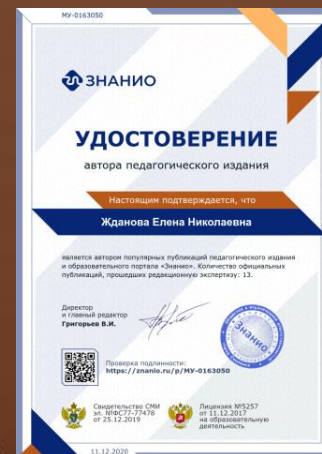 МУ-0163050
ЗНАНИО
УДОСТОВЕРЕНИЕ
автора педагогического издания
Настоящим подтверждается, что
Жданова Елена Николаевна
является автором популярных публикаций педагогического издания
и образовательного портала «Знанио». Количество официальных
публикаций, прошедших редакционную экспертизу: 13.
Директор
и главный редактор
Григорьев В.И.
Знанио
Проверка подлинности:
https://znanio.ru/p/МУ-0163050
Свидетельство СМИ
эл. №ФС77-77478
от 25.12.2019
Лицензия №5257
от 11.12.2017
на образовательную
деятельность
11.12.2020